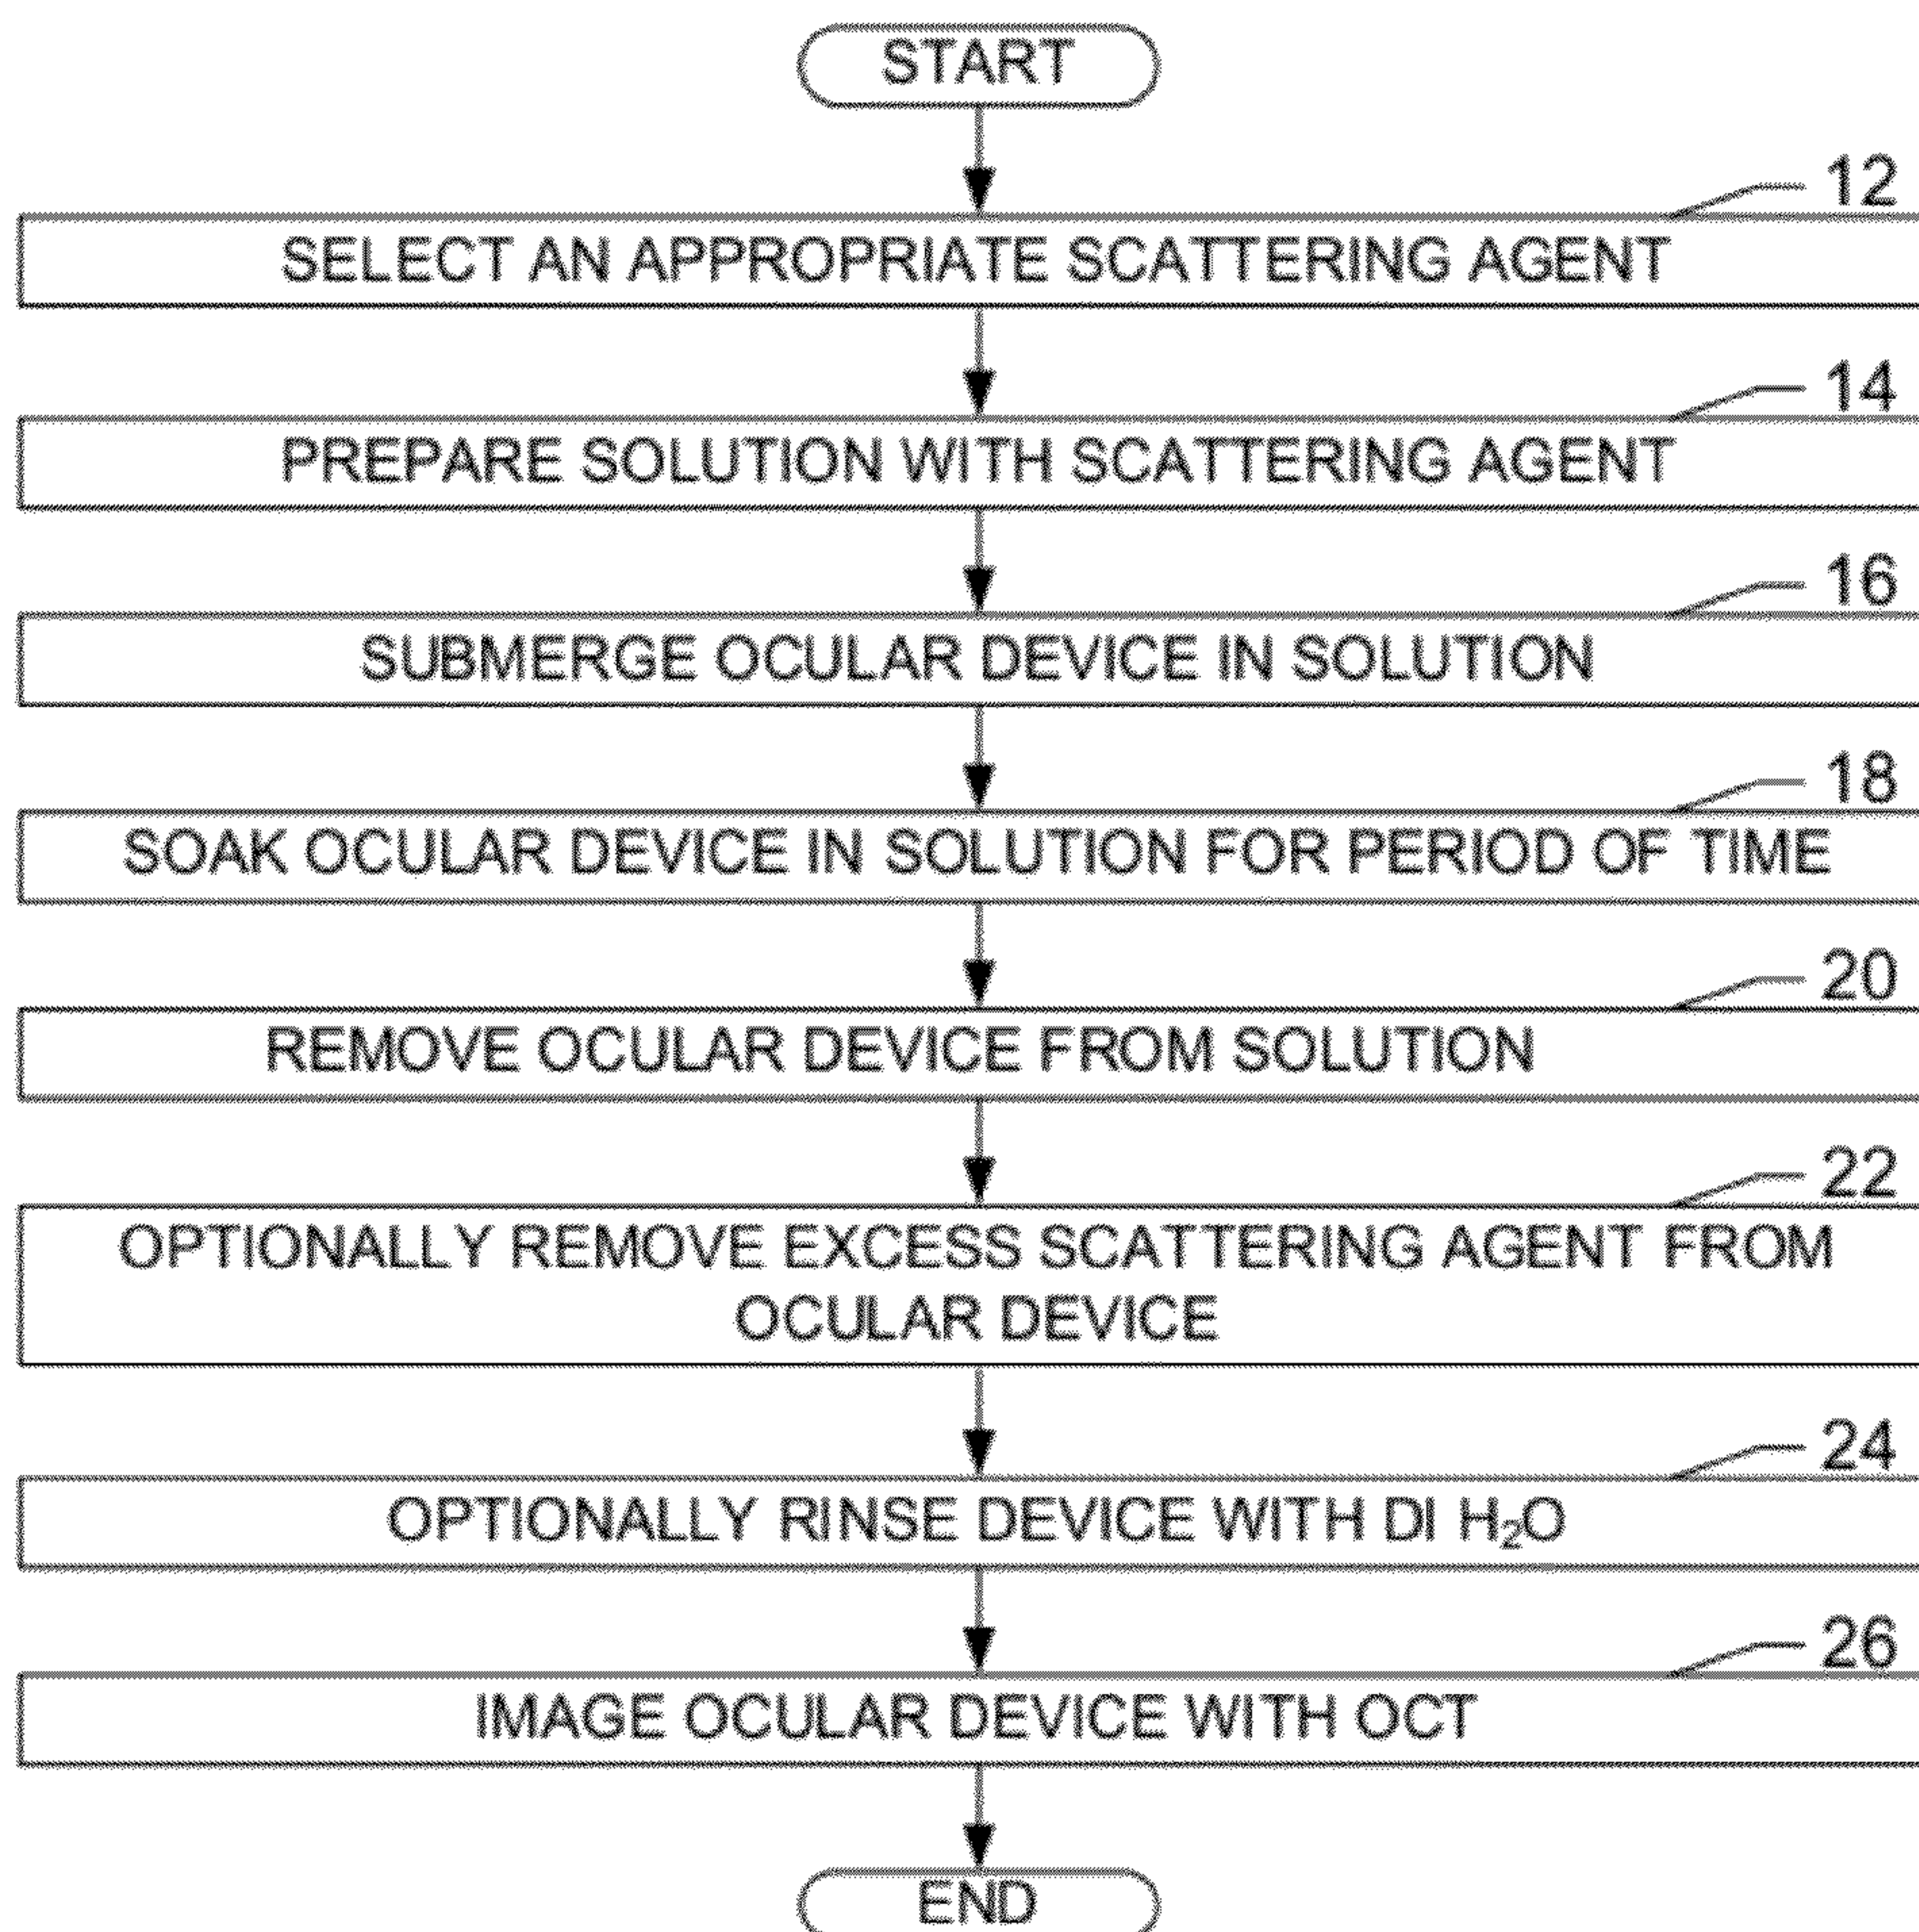 START
12
SELECT AN APPROPRIATE SCATTERING AGENT
14
PREPARE SOLUTION WITH SCATTERING AGENT
16
SUBMERGE OCULAR DEVICE IN SOLUTION
18
SOAK OCULAR DEVICE IN SOLUTION FOR PERIOD OF TIME
20
REMOVE OCULAR DEVICE FROM SOLUTION
22
OPTIONALLY REMOVE EXCESS SCATTERING AGENT FROM
OCULAR DEVICE
24
OPTIONALLY RINSE DEVICE WITH DI H₂O
26
IMAGE OCULAR DEVICE WITH OCT
END